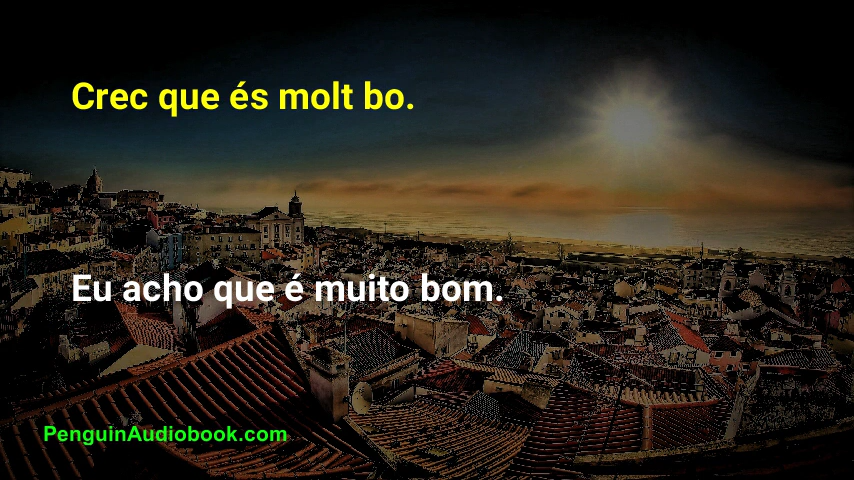 Crec que és molt bo.
Eu acho que é muito bom.
PenguinAudiobook.com